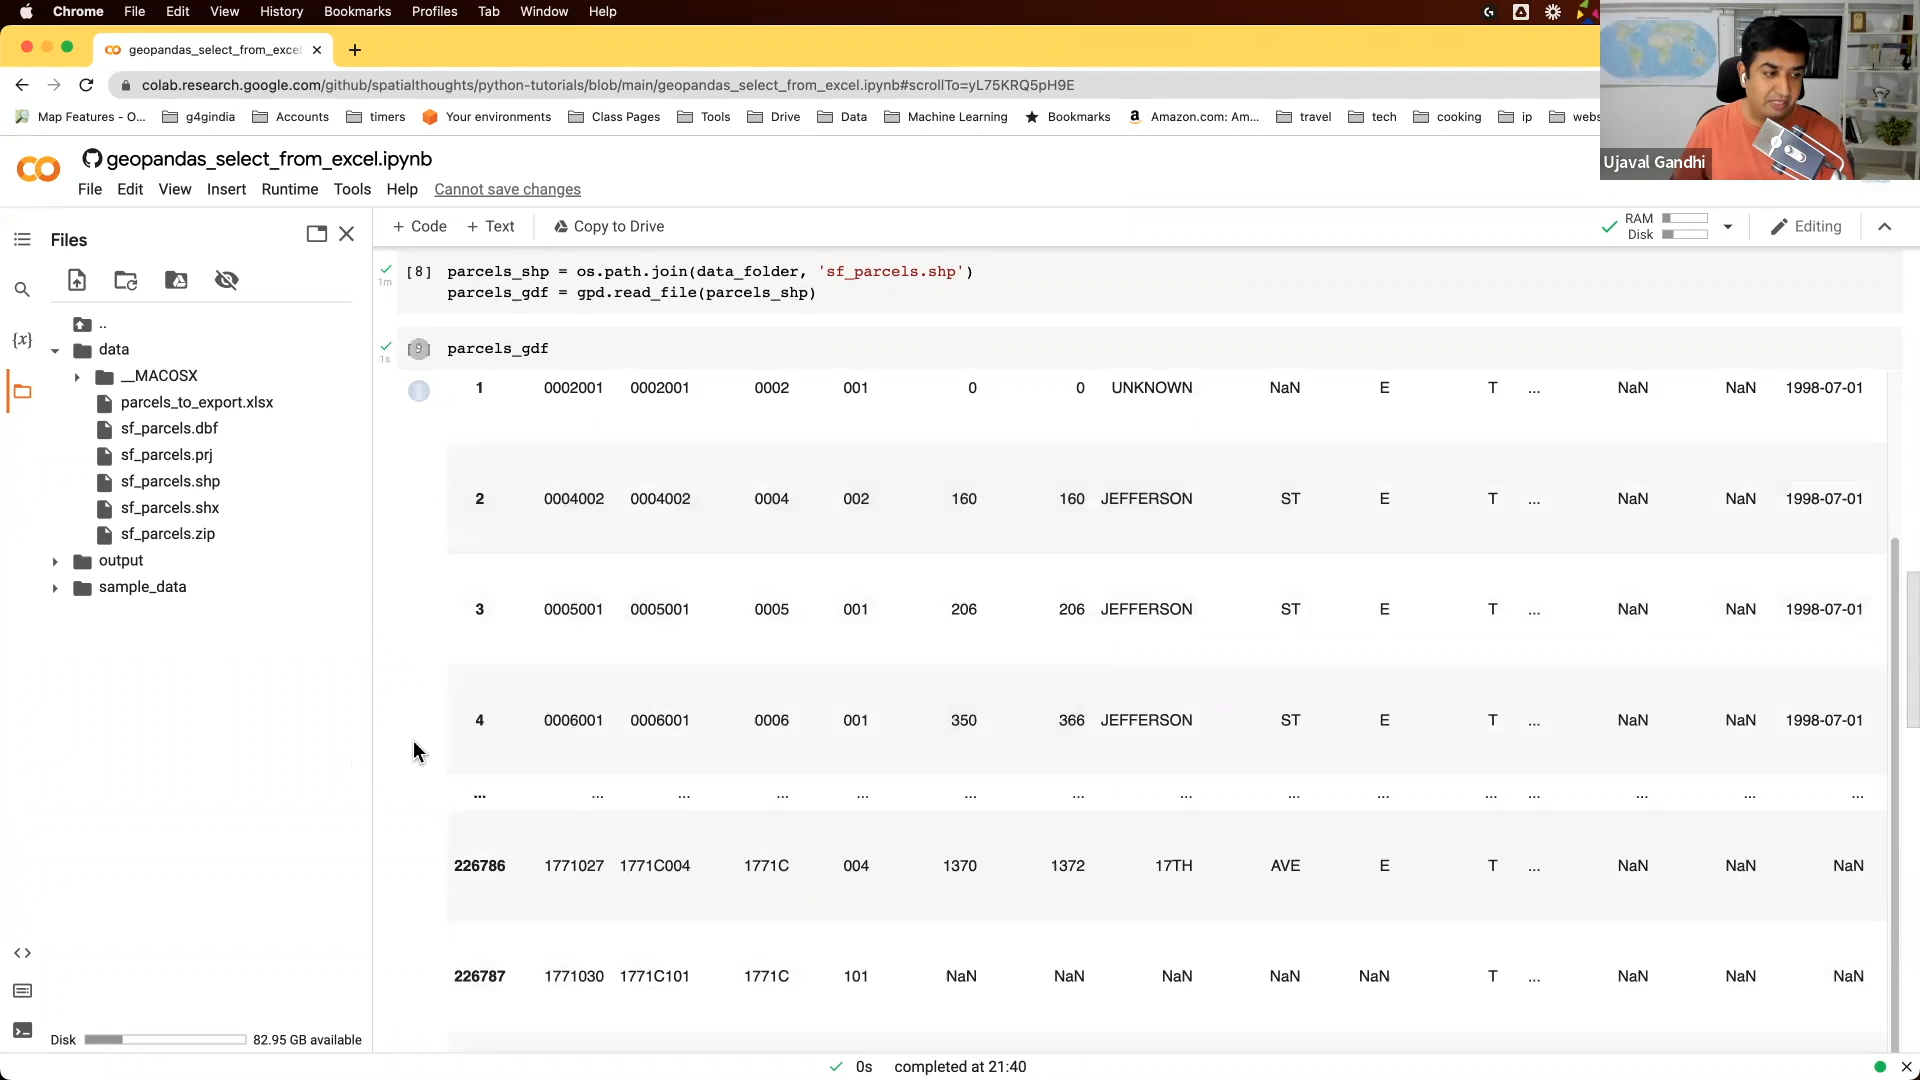 Chrome File Edit View History Bookmarks Profiles Tab Window Help
geopandas_select_from_excel
colab.research.google.com/github/spatialthoughts/python-tutorials/blob/main/geopandas_select_from_excel.ipynb#scrollTo=yL75KRQ5pH9E
Map Features - O... g4gindia Accounts timers Your environments Class Pages Tools Drive Data Machine Learning Bookmarks Amazon.com: Am... travel tech cooking ip webs
Ujaval Gandhi
geopandas_select_from_excel.ipynb
File Edit View Insert Runtime Tools Help Cannot save changes
Files
+ Code + Text Copy to Drive
RAM
Disk
Editing
..
data
__MACOSX
parcels_to_export.xlsx
sf_parcels.dbf
sf_parcels.prj
sf_parcels.shp
sf_parcels.shx
sf_parcels.zip
output
sample_data
Disk 82.95 GB available
1m
[8] parcels_shp = os.path.join(data_folder, 'sf_parcels.shp')
parcels_gdf = gpd.read_file(parcels_shp)
1s
parcels_gdf
1 0002001 0002001 0002 001 0 0 UNKNOWN NaN E T ... NaN NaN 1998-07-01
2 0004002 0004002 0004 002 160 160 JEFFERSON ST E T ... NaN NaN 1998-07-01
3 0005001 0005001 0005 001 206 206 JEFFERSON ST E T ... NaN NaN 1998-07-01
4 0006001 0006001 0006 001 350 366 JEFFERSON ST E T ... NaN NaN 1998-07-01
... ... ... ... ... ... ... ... ... ... ... ... ... ... ...
226786 1771027 1771C004 1771C 004 1370 1372 17TH AVE E T ... NaN NaN NaN
226787 1771030 1771C101 1771C 101 NaN NaN NaN NaN NaN T ... NaN NaN NaN
0s completed at 21:40